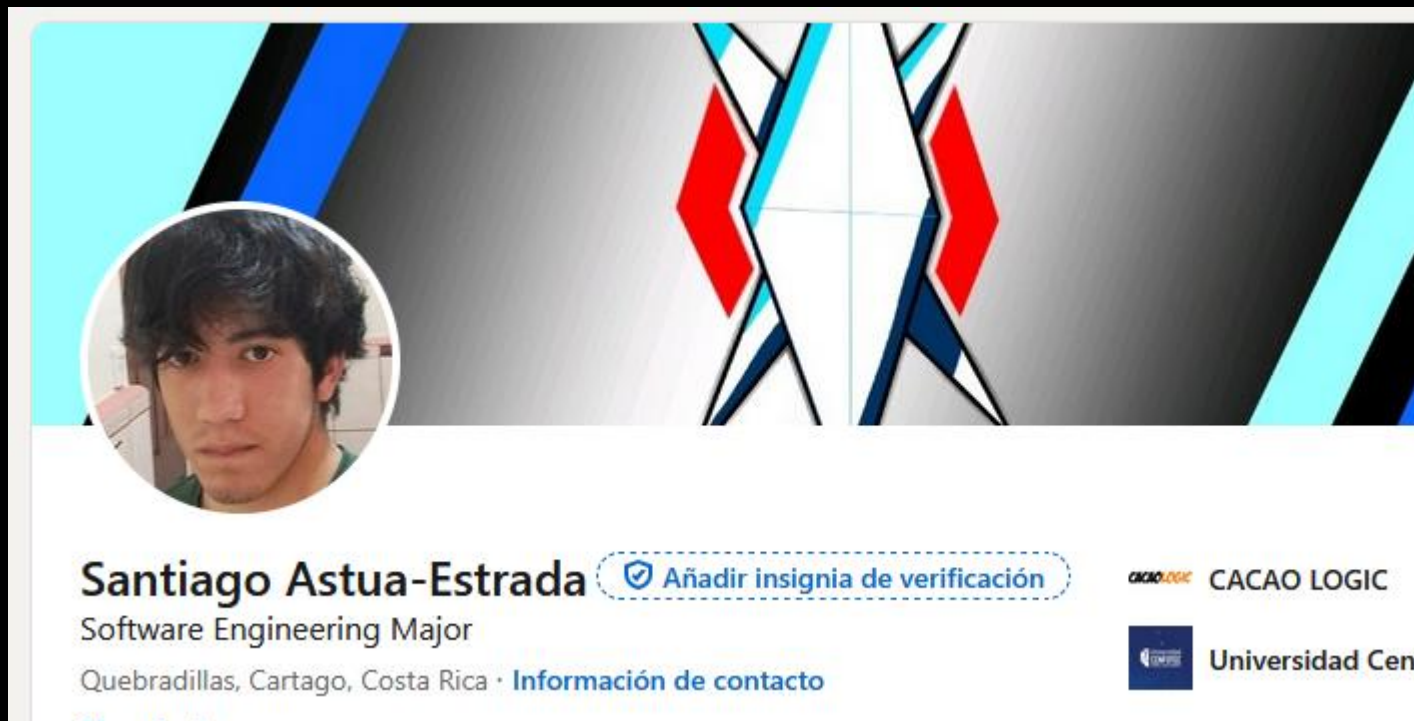 Santiago Astua-Estrada
Añadir insignia de verificación
Software Engineering Major
Quebradillas, Cartago, Costa Rica · Información de contacto
CACAO LOGIC
CACAO LOGIC
Universidad Cen